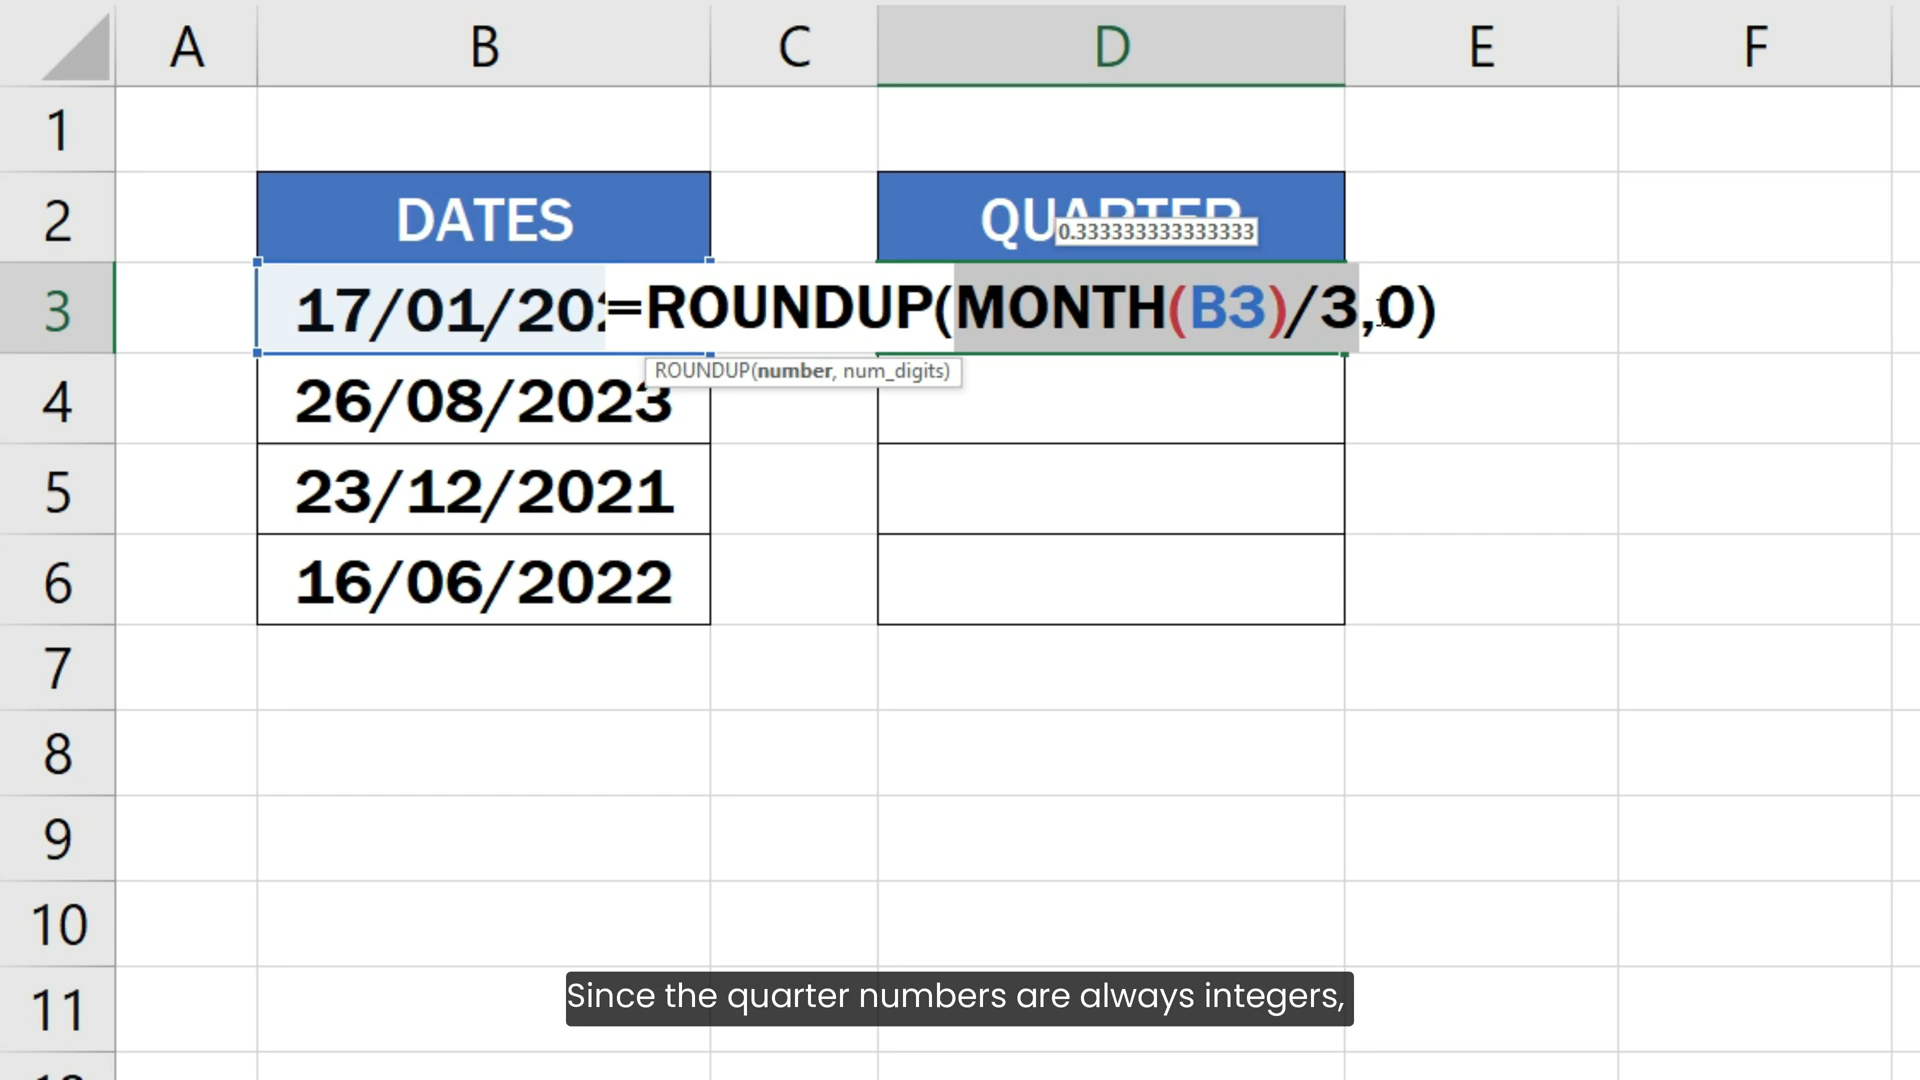 A B C D E F
1
2 DATES QUARTER
0.333333333333333
3 17/01/202 =ROUNDUP(MONTH(B3)/3,0)
ROUNDUP(number, num_digits)
4 26/08/2023
5 23/12/2021
6 16/06/2022
7
8
9
10
11
Since the quarter numbers are always integers,